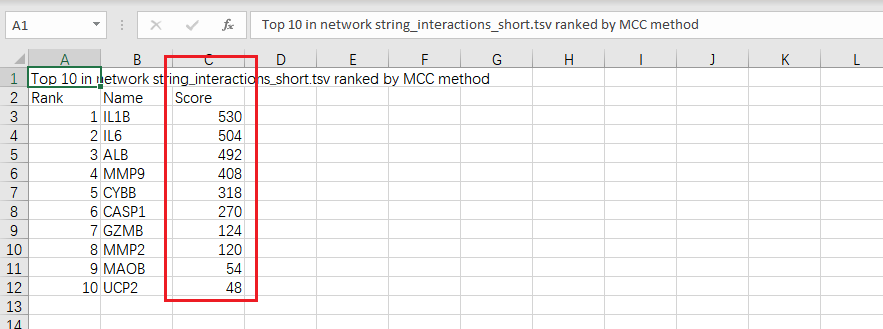 A1 fx Top 10 in network string_interactions_short.tsv ranked by MCC method
A B C D E F G H I J K L
1 Top 10 in network string_interactions_short.tsv ranked by MCC method
2 Rank Name Score
3 1 IL1B 530
4 2 IL6 504
5 3 ALB 492
6 4 MMP9 408
7 5 CYBB 318
8 6 CASP1 270
9 7 GZMB 124
10 8 MMP2 120
11 9 MAOB 54
12 10 UCP2 48
13
14